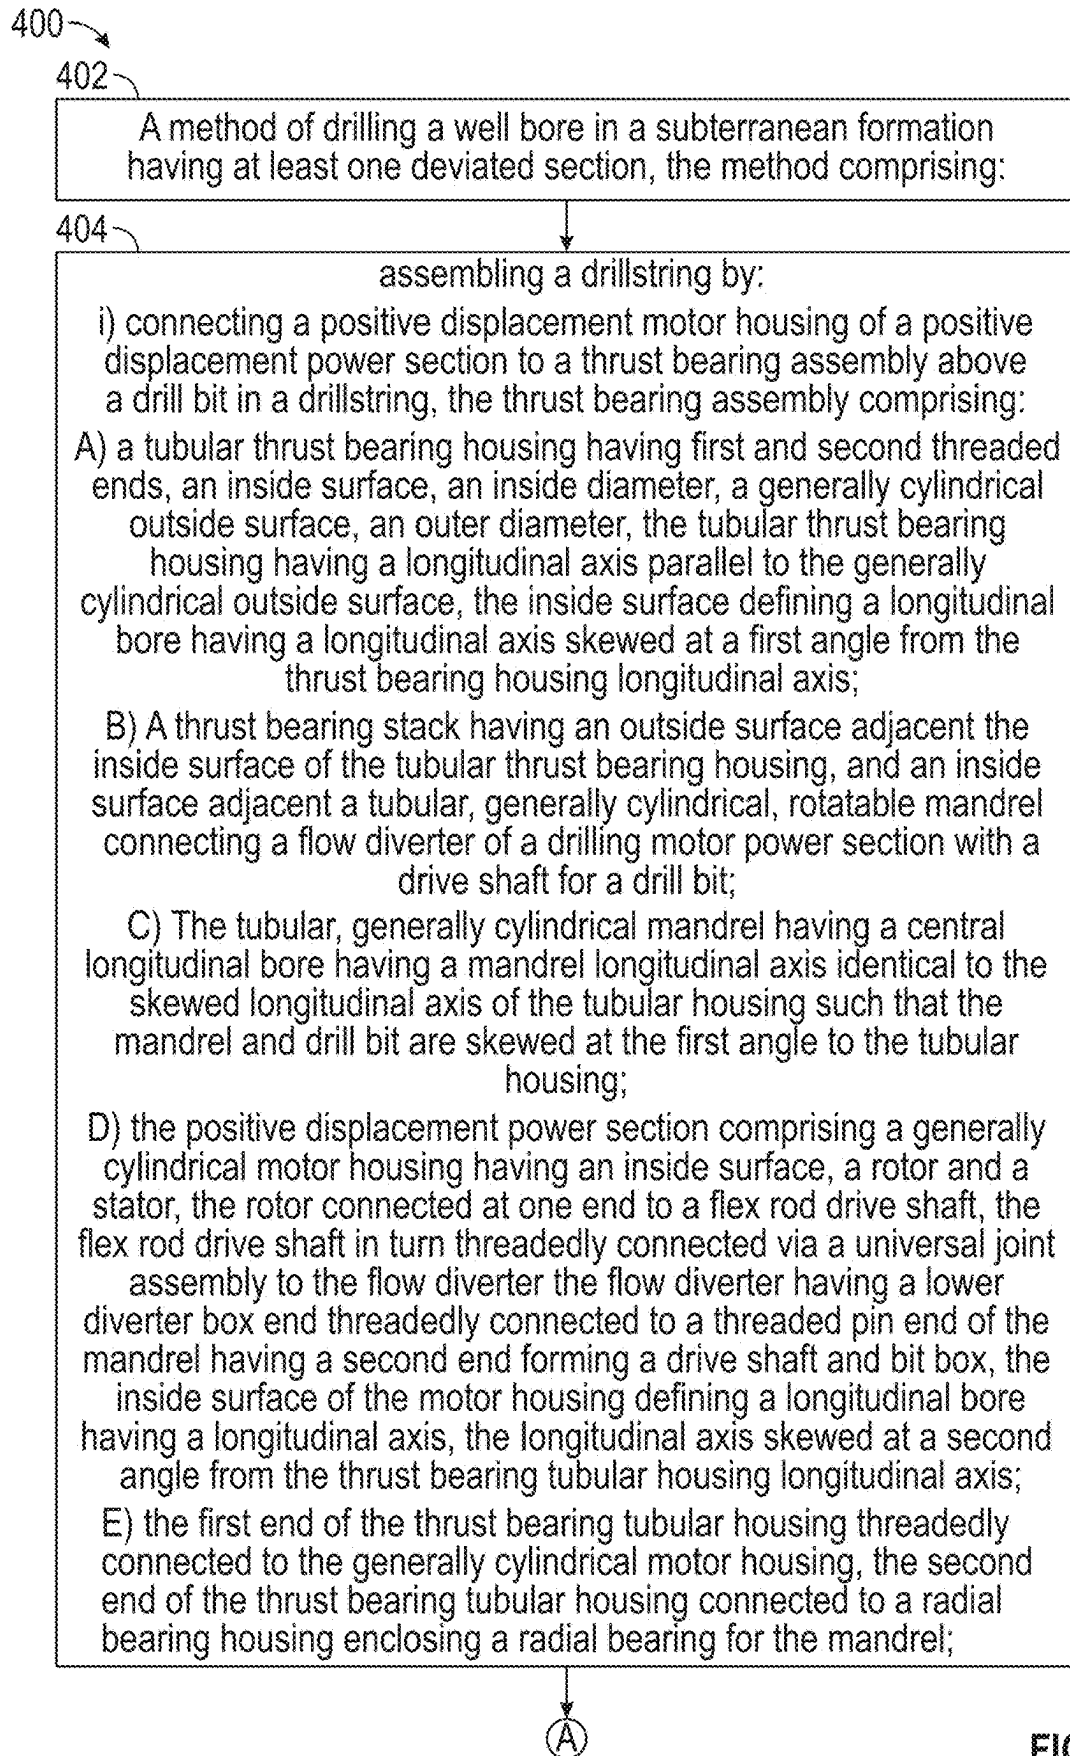 400
402
A method of drilling a well bore in a subterranean formation
having at least one deviated section, the method comprising:
404
assembling a drillstring by:
i) connecting a positive displacement motor housing of a positive
displacement power section to a thrust bearing assembly above
a drill bit in a drillstring, the thrust bearing assembly comprising:
A) a tubular thrust bearing housing having first and second threaded
ends, an inside surface, an inside diameter, a generally cylindrical
outside surface, an outer diameter, the tubular thrust bearing
housing having a longitudinal axis parallel to the generally
cylindrical outside surface, the inside surface defining a longitudinal
bore having a longitudinal axis skewed at a first angle from the
thrust bearing housing longitudinal axis;
B) A thrust bearing stack having an outside surface adjacent the
inside surface of the tubular thrust bearing housing, and an inside
surface adjacent a tubular, generally cylindrical, rotatable mandrel
connecting a flow diverter of a drilling motor power section with a
drive shaft for a drill bit;
C) The tubular, generally cylindrical mandrel having a central
longitudinal bore having a mandrel longitudinal axis identical to the
skewed longitudinal axis of the tubular housing such that the
mandrel and drill bit are skewed at the first angle to the tubular
housing;
D) the positive displacement power section comprising a generally
cylindrical motor housing having an inside surface, a rotor and a
stator, the rotor connected at one end to a flex rod drive shaft, the
flex rod drive shaft in turn threadedly connected via a universal joint
assembly to the flow diverter the flow diverter having a lower
diverter box end threadedly connected to a threaded pin end of the
mandrel having a second end forming a drive shaft and bit box, the
inside surface of the motor housing defining a longitudinal bore
having a longitudinal axis, the longitudinal axis skewed at a second
angle from the thrust bearing tubular housing longitudinal axis;
E) the first end of the thrust bearing tubular housing threadedly
connected to the generally cylindrical motor housing, the second
end of the thrust bearing tubular housing connected to a radial
bearing housing enclosing a radial bearing for the mandrel;
A